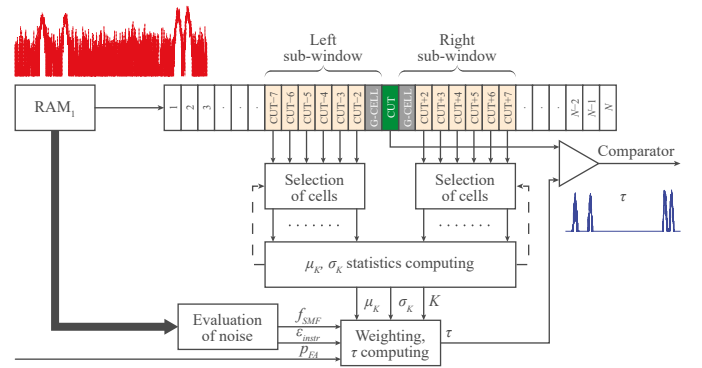 Left
sub-window
Right
sub-window
RAM1
1
2
3
.
.
.
CUT−7
CUT−6
CUT−5
CUT−4
CUT−3
CUT−2
G-CELL
CUT
G-CELL
CUT+2
CUT+3
CUT+4
CUT+5
CUT+6
CUT+7
.
.
.
N−2
N−1
N
Selection
of cells
Selection
of cells
Comparator
τ
. . . . . . .
. . . . . . .
μK, σK statistics computing
μK
σK
K
Evaluation
of noise
fSMF
εinstr
pFA
Weighting,
τ computing
τ